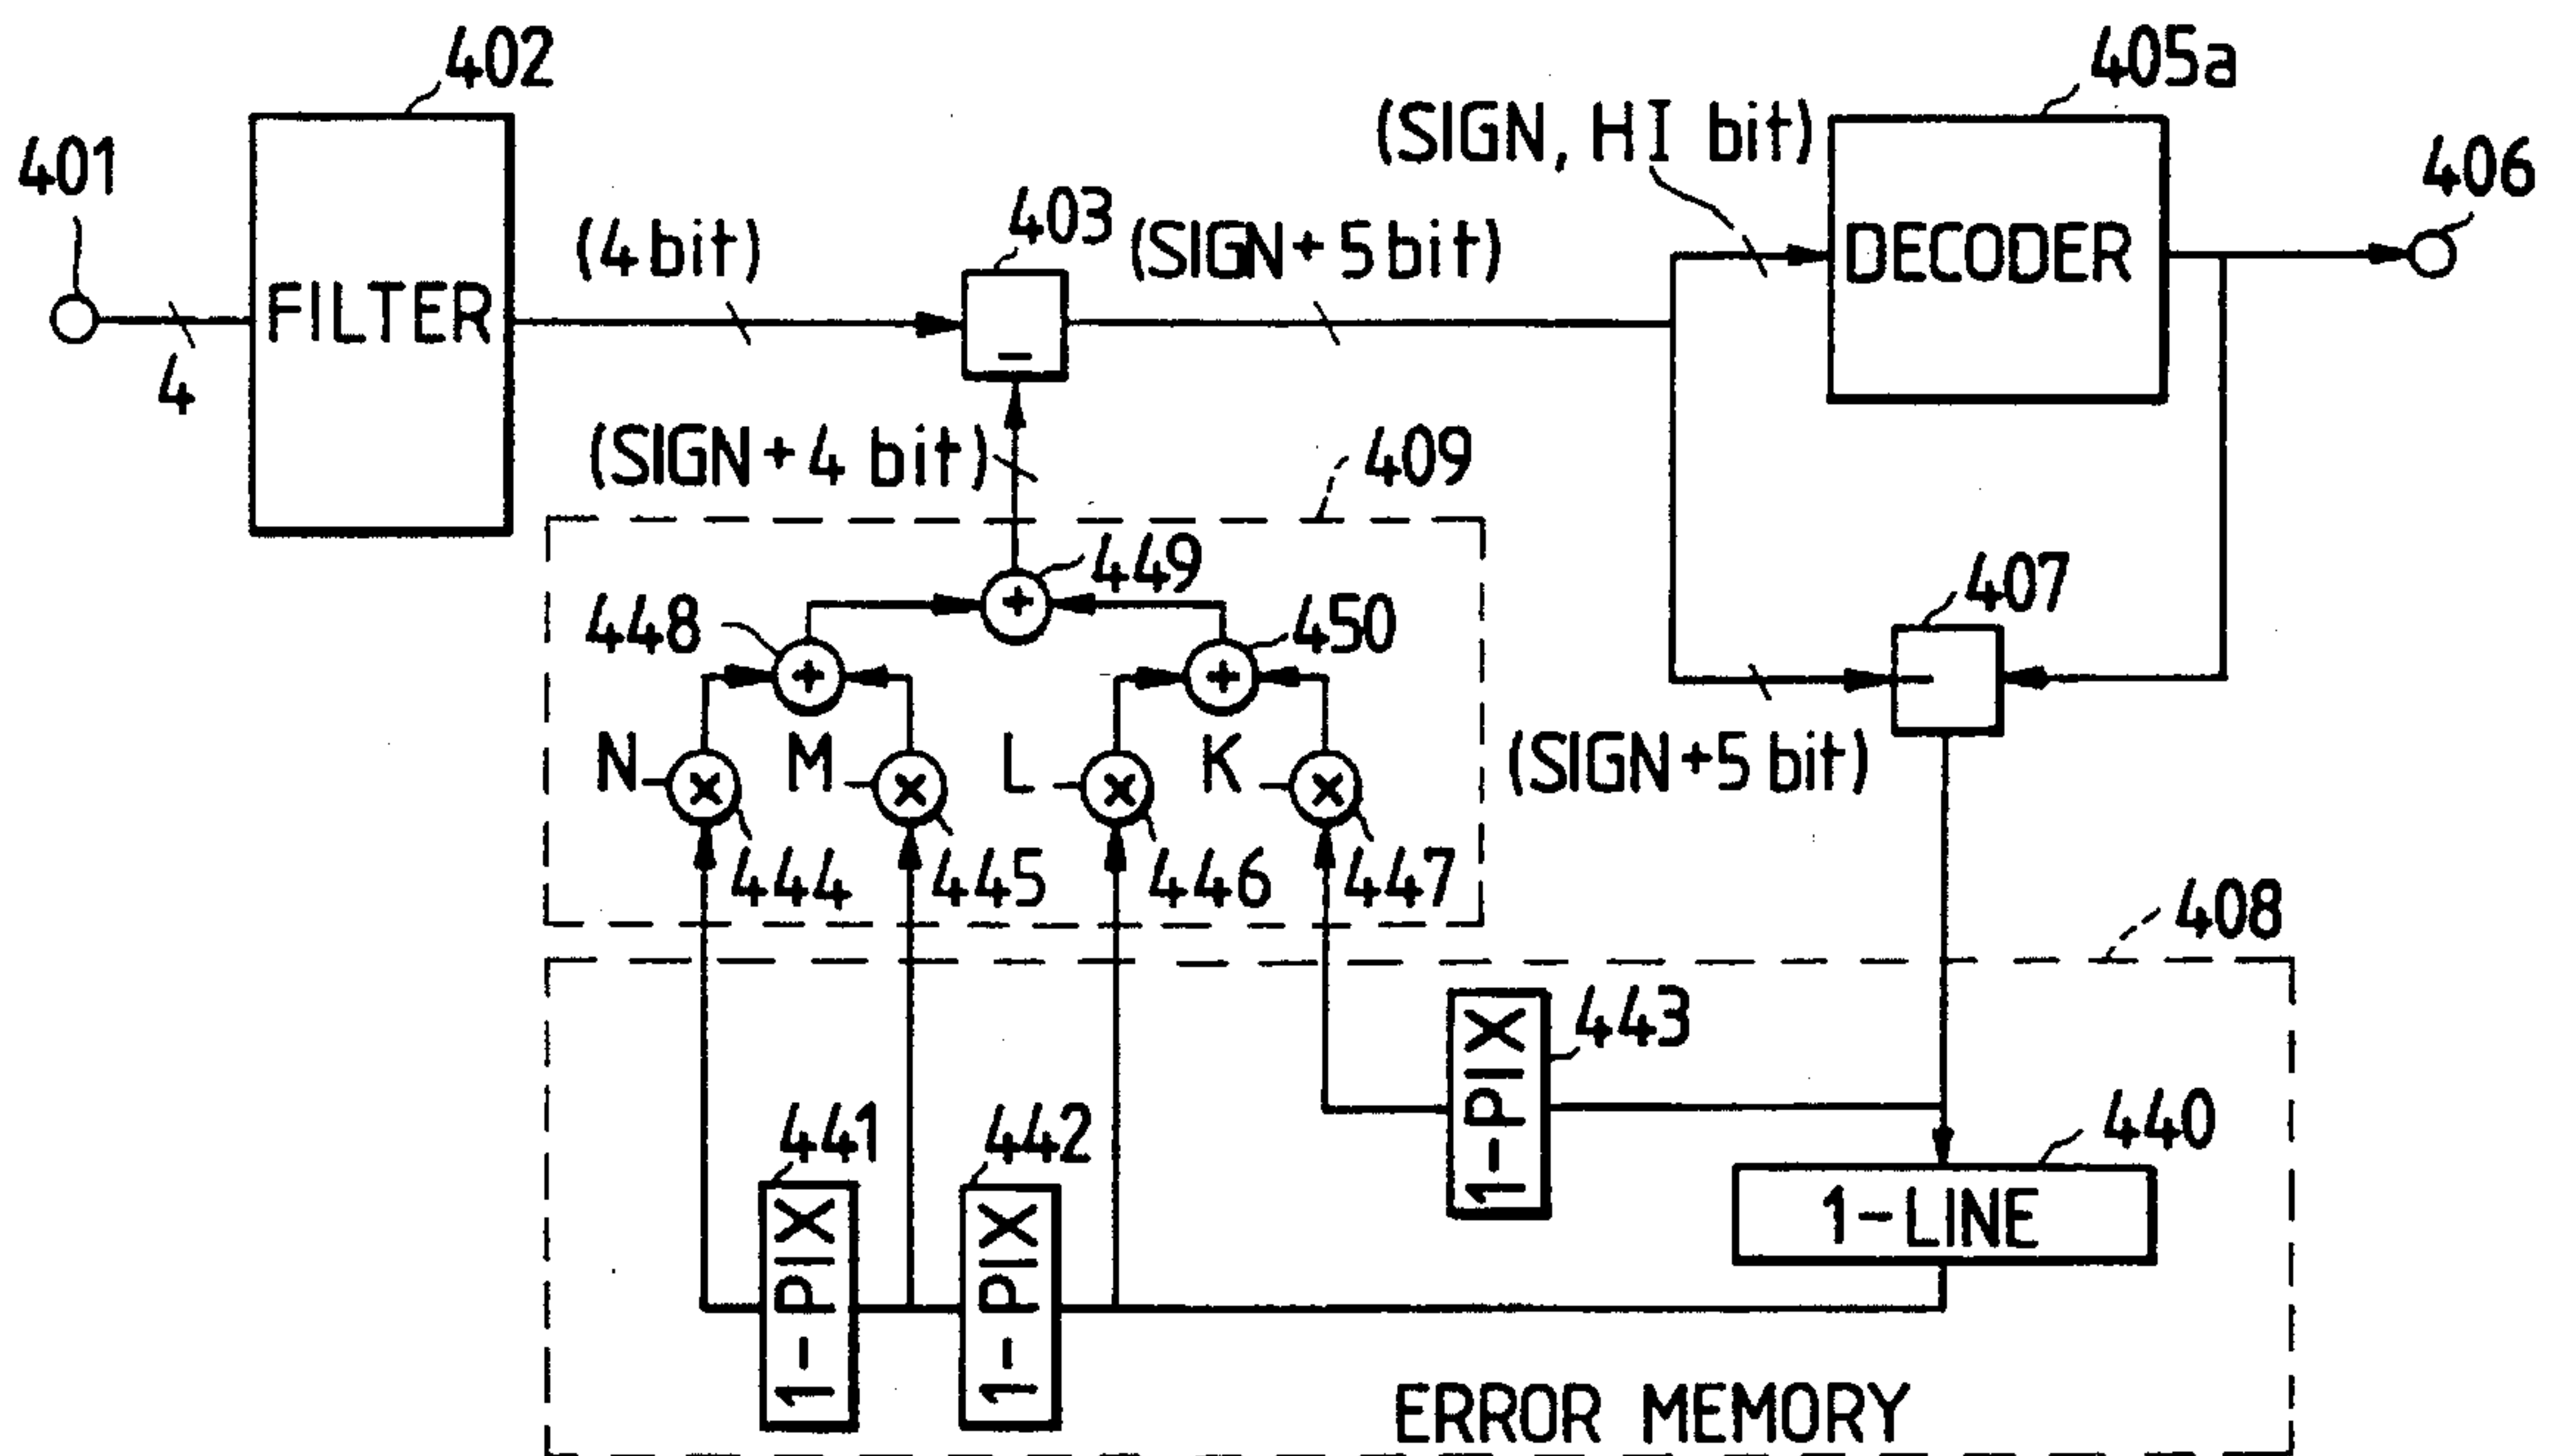 402
405a
(SIGN, HI bit)
401
406
403
(4 bit)
(SIGN+ 5 bit)
DECODER
FILTER
-
4
(SIGN + 4 bit)
409
449
+
407
448
450
+
+
-
N
M
L
K
(SIGN +5 bit)
×
×
×
×
444
445
446
447
408
443
1-PIX
441
442
440
1-PIX
1-PIX
1-LINE
ERROR MEMORY